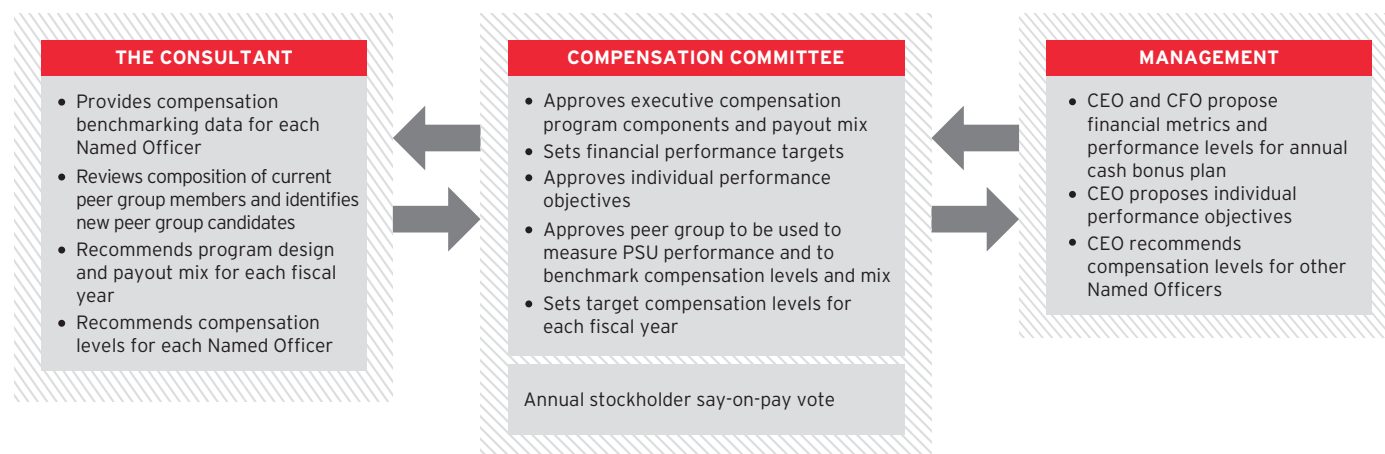 THE CONSULTANT
• Provides compensation
benchmarking data for each
Named Officer
• Reviews composition of current
peer group members and identifies
new peer group candidates
• Recommends program design
and payout mix for each fiscal
year
• Recommends compensation
levels for each Named Officer
COMPENSATION COMMITTEE
• Approves executive compensation
program components and payout mix
• Sets financial performance targets
• Approves individual performance
objectives
• Approves peer group to be used to
measure PSU performance and to
benchmark compensation levels and mix
• Sets target compensation levels for
each fiscal year
Annual stockholder say-on-pay vote
MANAGEMENT
• CEO and CFO propose
financial metrics and
performance levels for annual
cash bonus plan
• CEO proposes individual
performance objectives
• CEO recommends
compensation levels for other
Named Officers